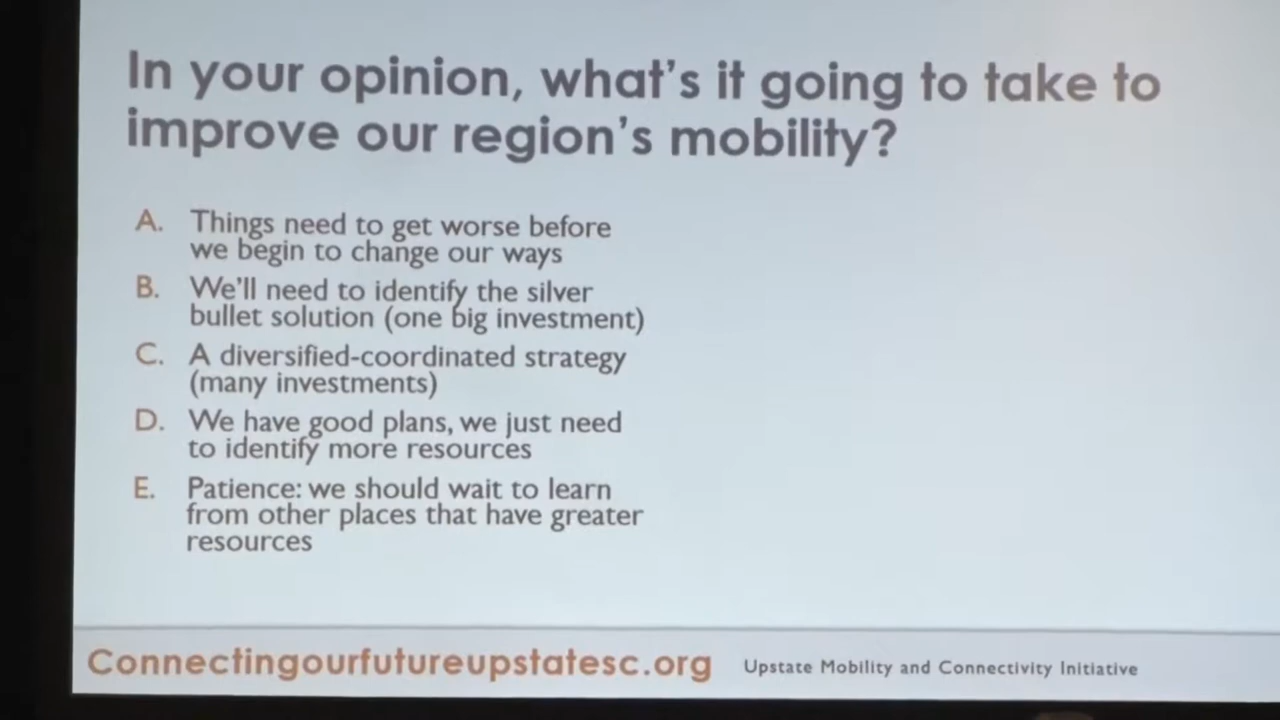 In your opinion, what's it going to take to
improve our region's mobility?
A. Things need to get worse before
we begin to change our ways
B. We'll need to identify the silver
bullet solution (one big investment)
C. A diversified-coordinated strategy
(many investments)
D. We have good plans, we just need
to identify more resources
E. Patience: we should wait to learn
from other places that have greater
resources
Connectingourfutureupstatesc.org Upstate Mobility and Connectivity Initiative